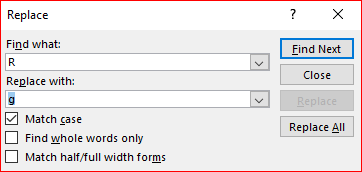 Replace
Find what:
R
Find Next
Close
Replace with:
g
Replace
Match case
Replace All
Find whole words only
Match half/full width forms